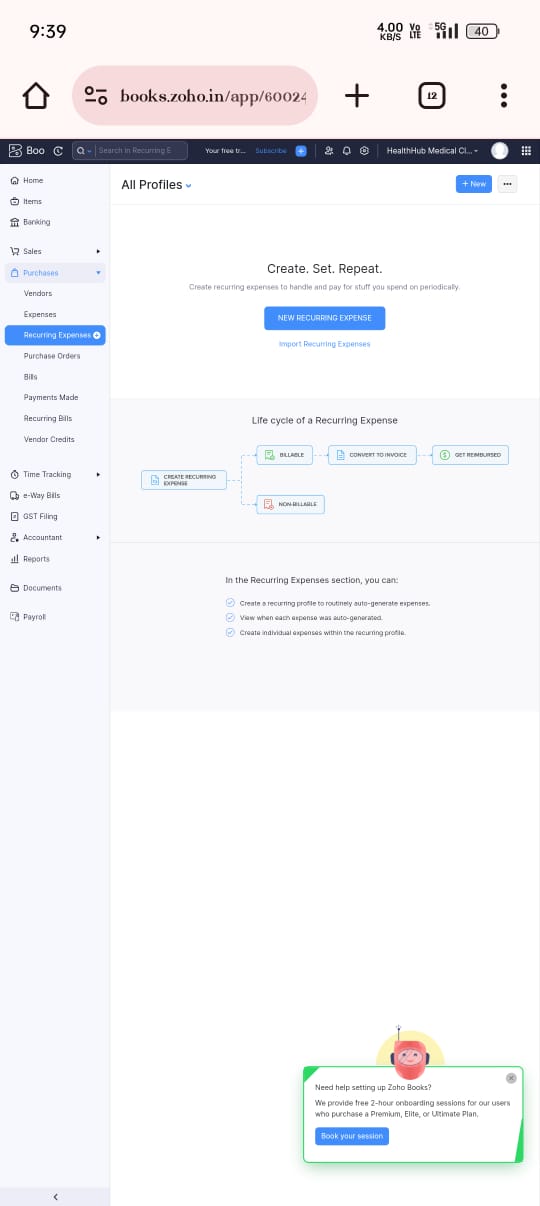 9:39
4.00 KB/S Vo LTE 5G 40
books.zoho.in/app/60024
12
Boo
Search in Recurring E
Your free tr...
Subscribe
HealthHub Medical Cl...
Home
Items
Banking
Sales
Purchases
Vendors
Expenses
Recurring Expenses
Purchase Orders
Bills
Payments Made
Recurring Bills
Vendor Credits
Time Tracking
e-Way Bills
GST Filing
Accountant
Reports
Documents
Payroll
All Profiles
+ New
Create. Set. Repeat.
Create recurring expenses to handle and pay for stuff you spend on periodically.
NEW RECURRING EXPENSE
Import Recurring Expenses
Life cycle of a Recurring Expense
CREATE RECURRING
EXPENSE
BILLABLE
CONVERT TO INVOICE
GET REIMBURSED
NON-BILLABLE
In the Recurring Expenses section, you can:
Create a recurring profile to routinely auto-generate expenses.
View when each expense was auto-generated.
Create individual expenses within the recurring profile.
Need help setting up Zoho Books?
We provide free 2-hour onboarding sessions for our users
who purchase a Premium, Elite, or Ultimate Plan.
Book your session